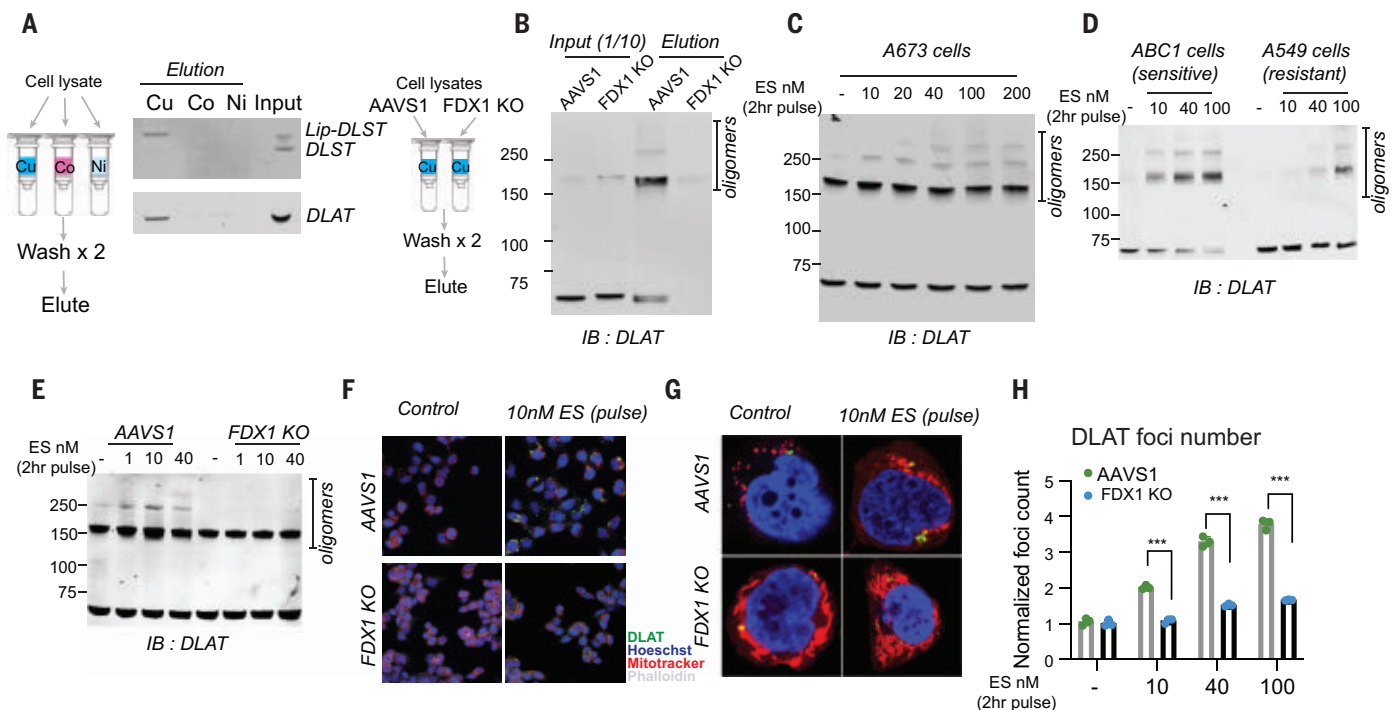 A
Cell lysate
Cu
Co
Ni
Wash x 2
Elute
Elution
Cu Co Ni Input
Lip-DLST
DLST
DLAT
Cell lysates
AAVS1 FDX1 KO
Cu
Cu
Wash x 2
Elute
B
Input (1/10) Elution
AAVS1
FDX1 KO
AAVS1
FDX1 KO
250
150
100
75
oligomers
IB : DLAT
C
A673 cells
ES nM
(2hr pulse)
- 10 20 40 100 200
250
150
100
75
oligomers
IB : DLAT
D
ABC1 cells
(sensitive)
A549 cells
(resistant)
ES nM
(2hr pulse)
- 10 40 100 - 10 40 100
250
150
100
75
oligomers
IB : DLAT
E
AAVS1 FDX1 KO
ES nM
(2hr pulse)
- 1 10 40 - 1 10 40
250
150
100
75
oligomers
IB : DLAT
F
Control 10nM ES (pulse)
AAVS1
FDX1 KO
DLAT
Hoeschst
Mitotracker
Phalloidin
G
Control 10nM ES (pulse)
AAVS1
FDX1 KO
H
DLAT foci number
AAVS1
FDX1 KO
***
***
***
Normalized foci count
5
4
3
2
1
0
ES nM
(2hr pulse)
- 10 40 100